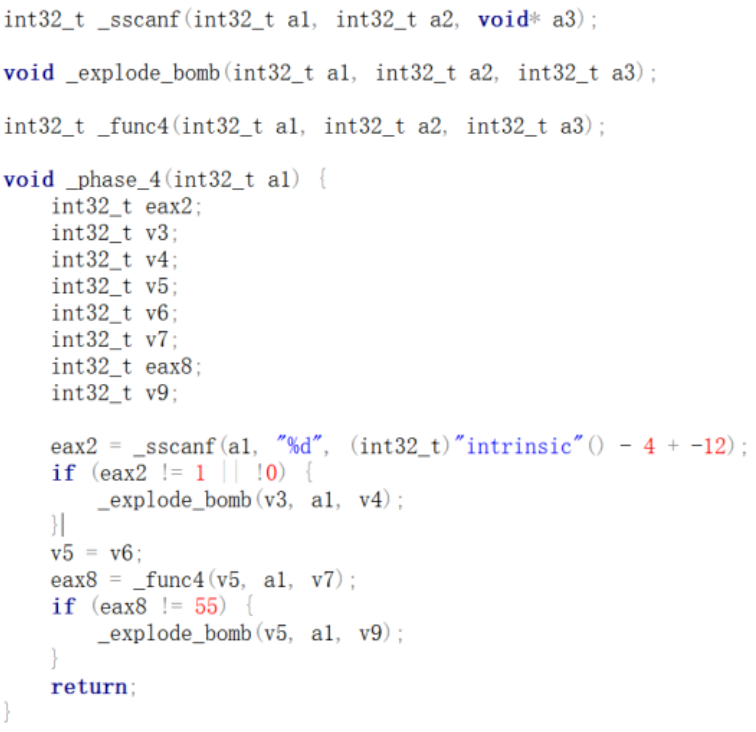 int32_t _sscanf(int32_t a1, int32_t a2, void* a3);
void _explode_bomb(int32_t a1, int32_t a2, int32_t a3);
int32_t _func4(int32_t a1, int32_t a2, int32_t a3);
void _phase_4(int32_t a1) {
    int32_t eax2;
    int32_t v3;
    int32_t v4;
    int32_t v5;
    int32_t v6;
    int32_t v7;
    int32_t eax8;
    int32_t v9;
    eax2 = _sscanf(a1, "%d", (int32_t)"intrinsic"() - 4 + -12);
    if (eax2 != 1 || !0) {
        _explode_bomb(v3, a1, v4);
    }
    v5 = v6;
    eax8 = _func4(v5, a1, v7);
    if (eax8 != 55) {
        _explode_bomb(v5, a1, v9);
    }
    return;
}